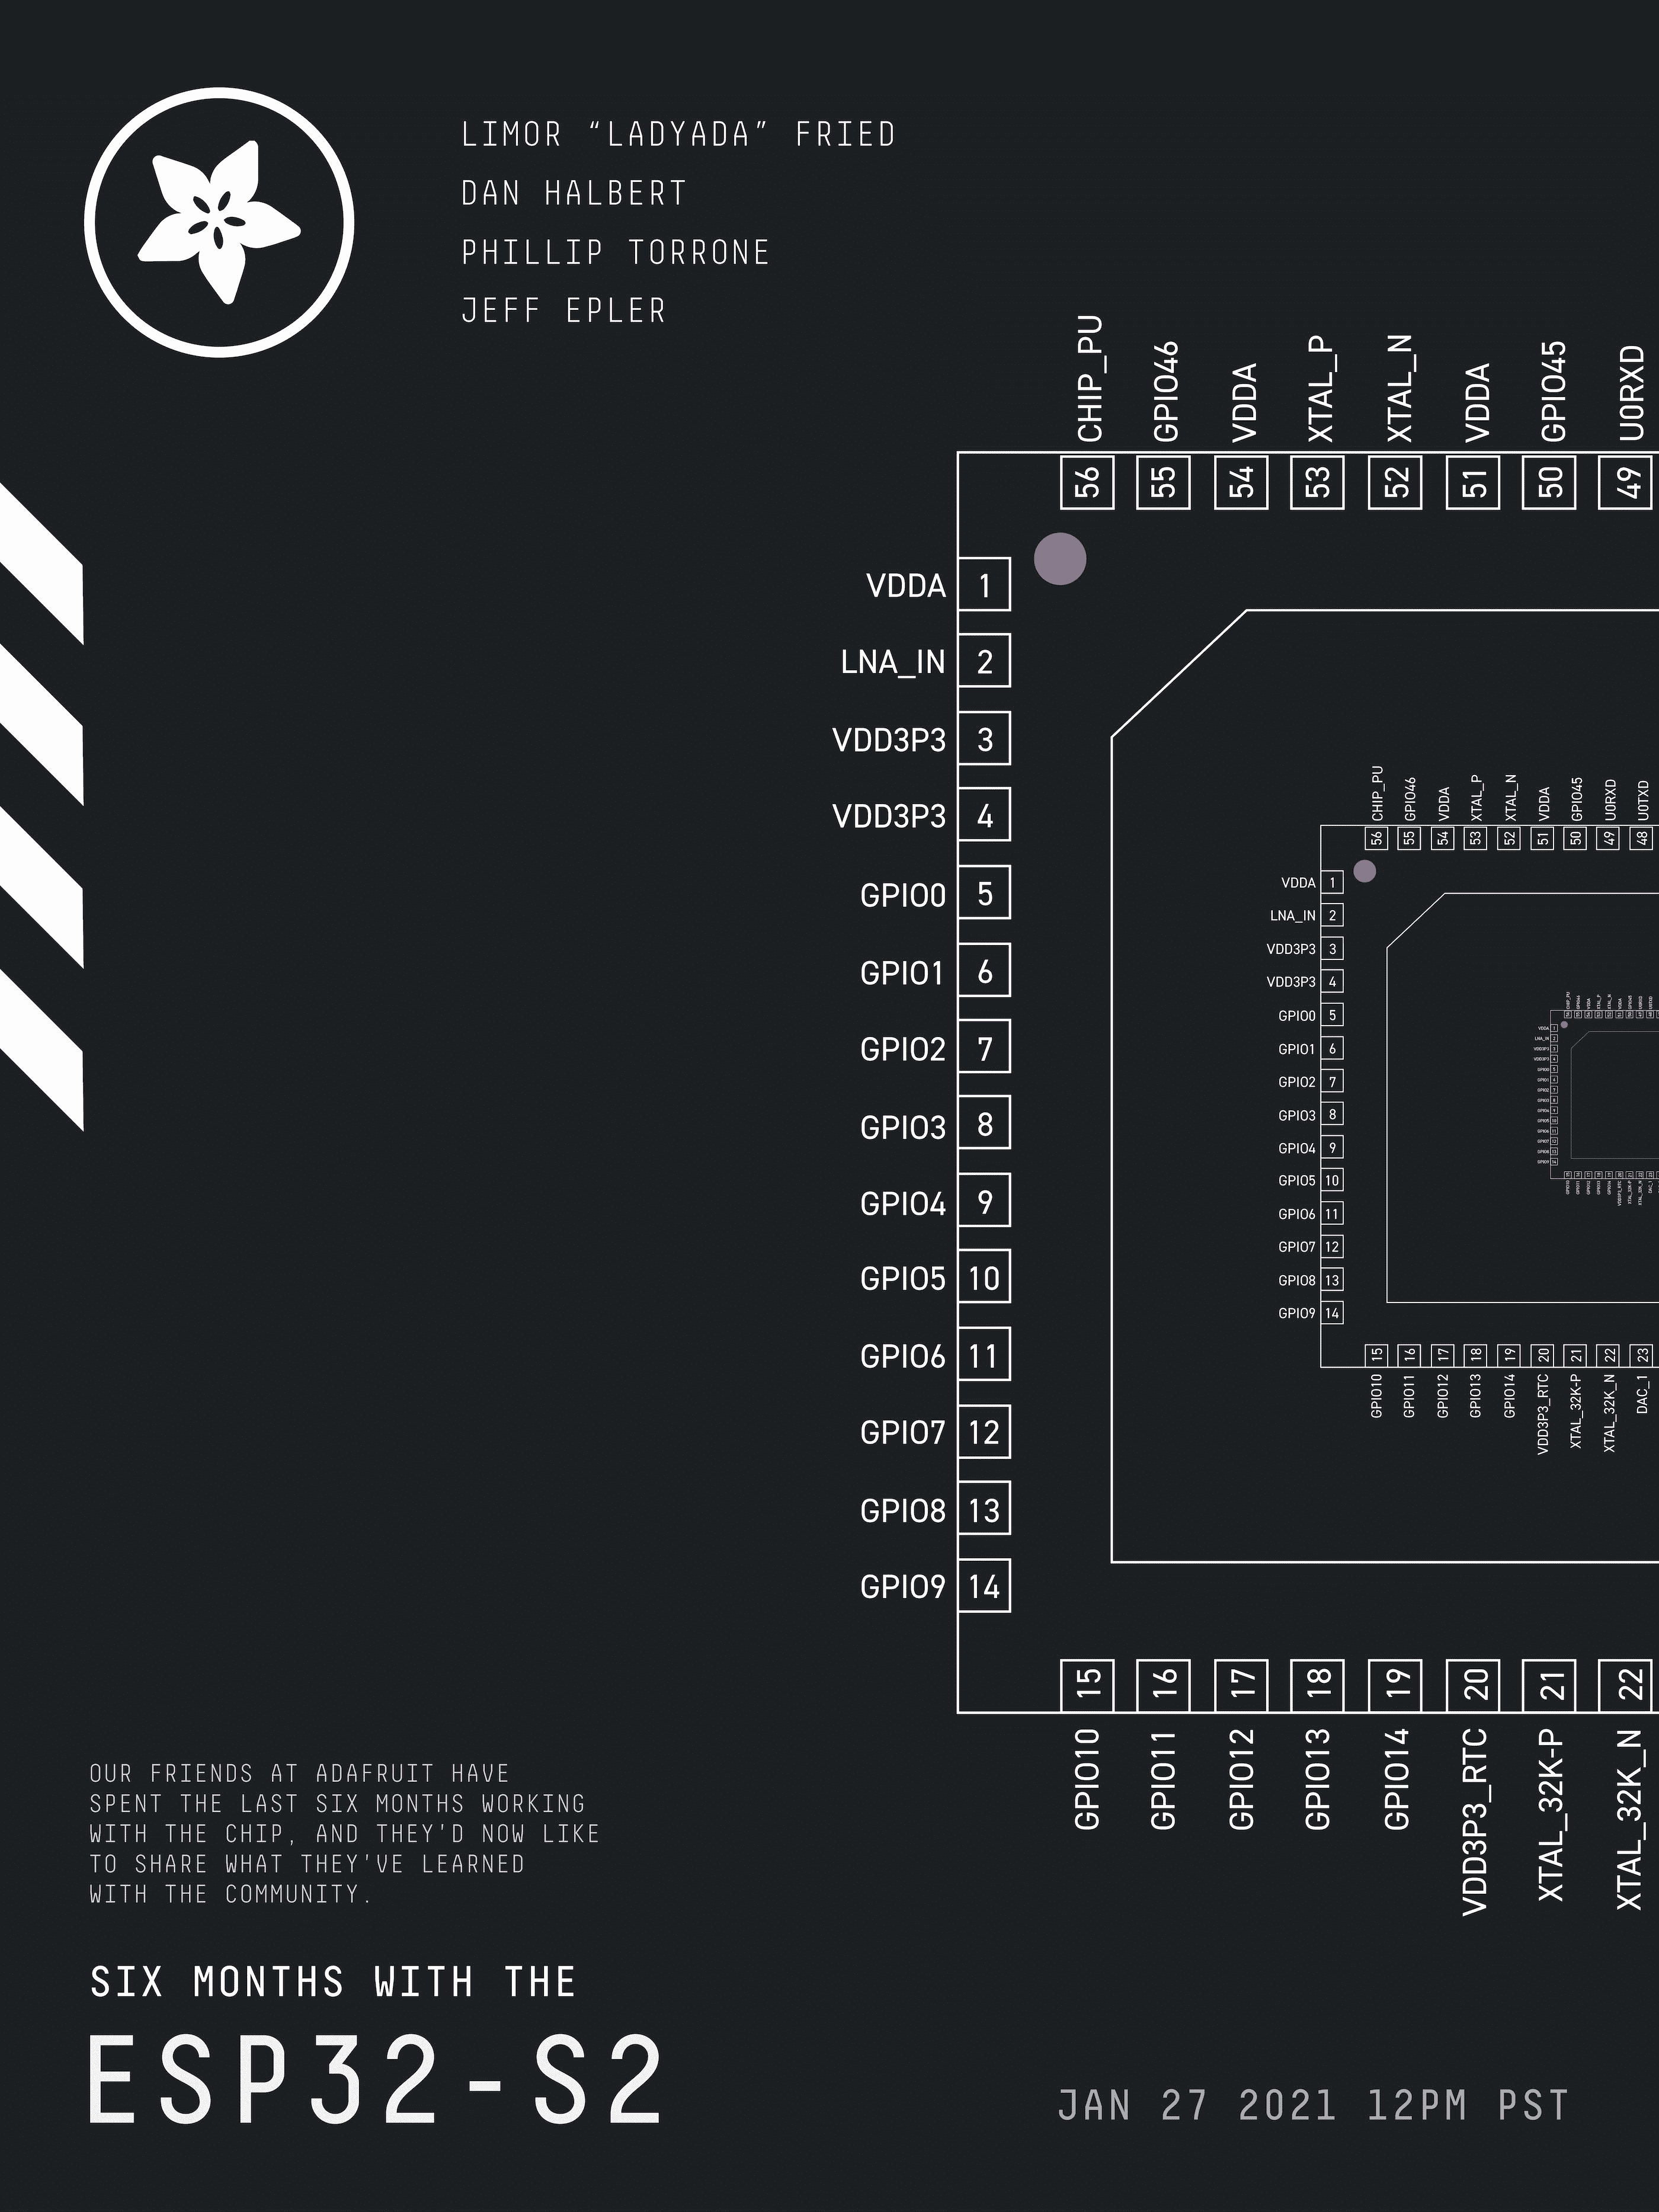 LIMOR “LADYADA” FRIED
DAN HALBERT
PHILLIP TORRONE
JEFF EPLER
CHIP_PU
GPIO46
VDDA
XTAL_P
XTAL_N
VDDA
GPIO45
U0RXD
56
55
54
53
52
51
50
49
VDDA 1
LNA_IN 2
VDD3P3 3
VDD3P3 4
GPIO0 5
GPIO1 6
GPIO2 7
GPIO3 8
GPIO4 9
GPIO5 10
GPIO6 11
GPIO7 12
GPIO8 13
GPIO9 14
15
16
17
18
19
20
21
22
GPIO10
GPIO11
GPIO12
GPIO13
GPIO14
VDD3P3_RTC
XTAL_32K-P
XTAL_32K_N
CHIP_PU
GPIO46
VDDA
XTAL_P
XTAL_N
VDDA
GPIO45
U0RXD
U0TXD
56
55
54
53
52
51
50
49
48
VDDA 1
LNA_IN 2
VDD3P3 3
VDD3P3 4
GPIO0 5
GPIO1 6
GPIO2 7
GPIO3 8
GPIO4 9
GPIO5 10
GPIO6 11
GPIO7 12
GPIO8 13
GPIO9 14
15
16
17
18
19
20
21
22
23
GPIO10
GPIO11
GPIO12
GPIO13
GPIO14
VDD3P3_RTC
XTAL_32K-P
XTAL_32K_N
DAC_1
OUR FRIENDS AT ADAFRUIT HAVE
SPENT THE LAST SIX MONTHS WORKING
WITH THE CHIP, AND THEY'D NOW LIKE
TO SHARE WHAT THEY'VE LEARNED
WITH THE COMMUNITY.
SIX MONTHS WITH THE
ESP32-S2
JAN 27 2021 12PM PST